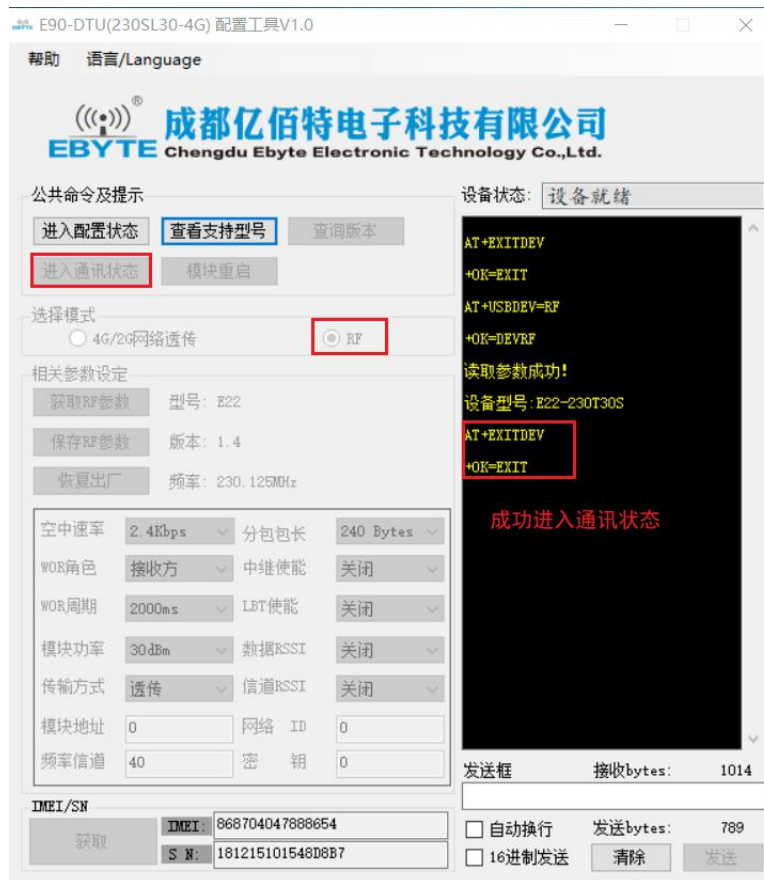 E90-DTU(230SL30-4G) 配置工具V1.0
帮助 语言/Language
成都亿佰特电子科技有限公司
EBYTE Chengdu Ebyte Electronic Technology Co.,Ltd.
公共命令及提示
进入配置状态 查看支持型号 查询版本
进入通讯状态 模块重启
选择模式
4G/2G网络透传 RF
相关参数设定
获取RF参数 型号: E22
保存RF参数 版本: 1.4
恢复出厂 频率: 230.125MHz
空中速率 2.4Kbps 分包包长 240 Bytes
WOR角色 接收方 中继使能 关闭
WOR周期 2000ms LBT使能 关闭
模块功率 30dBm 数据RSSI 关闭
传输方式 透传 信道RSSI 关闭
模块地址 0 网络 ID 0
频率信道 40 密 钥 0
IMEI/SN
获取
IMEI: 868704047888654
S N: 181215101548D8B7
设备状态: 设备就绪
AT+EXITDEV
+OK=EXIT
AT+USBDEV=RF
+OK=DEVRF
读取参数成功!
设备型号:E22-230T30S
AT+EXITDEV
+OK=EXIT
成功进入通讯状态
发送框 接收bytes: 1014
自动换行 发送bytes: 789
16进制发送 清除 发送